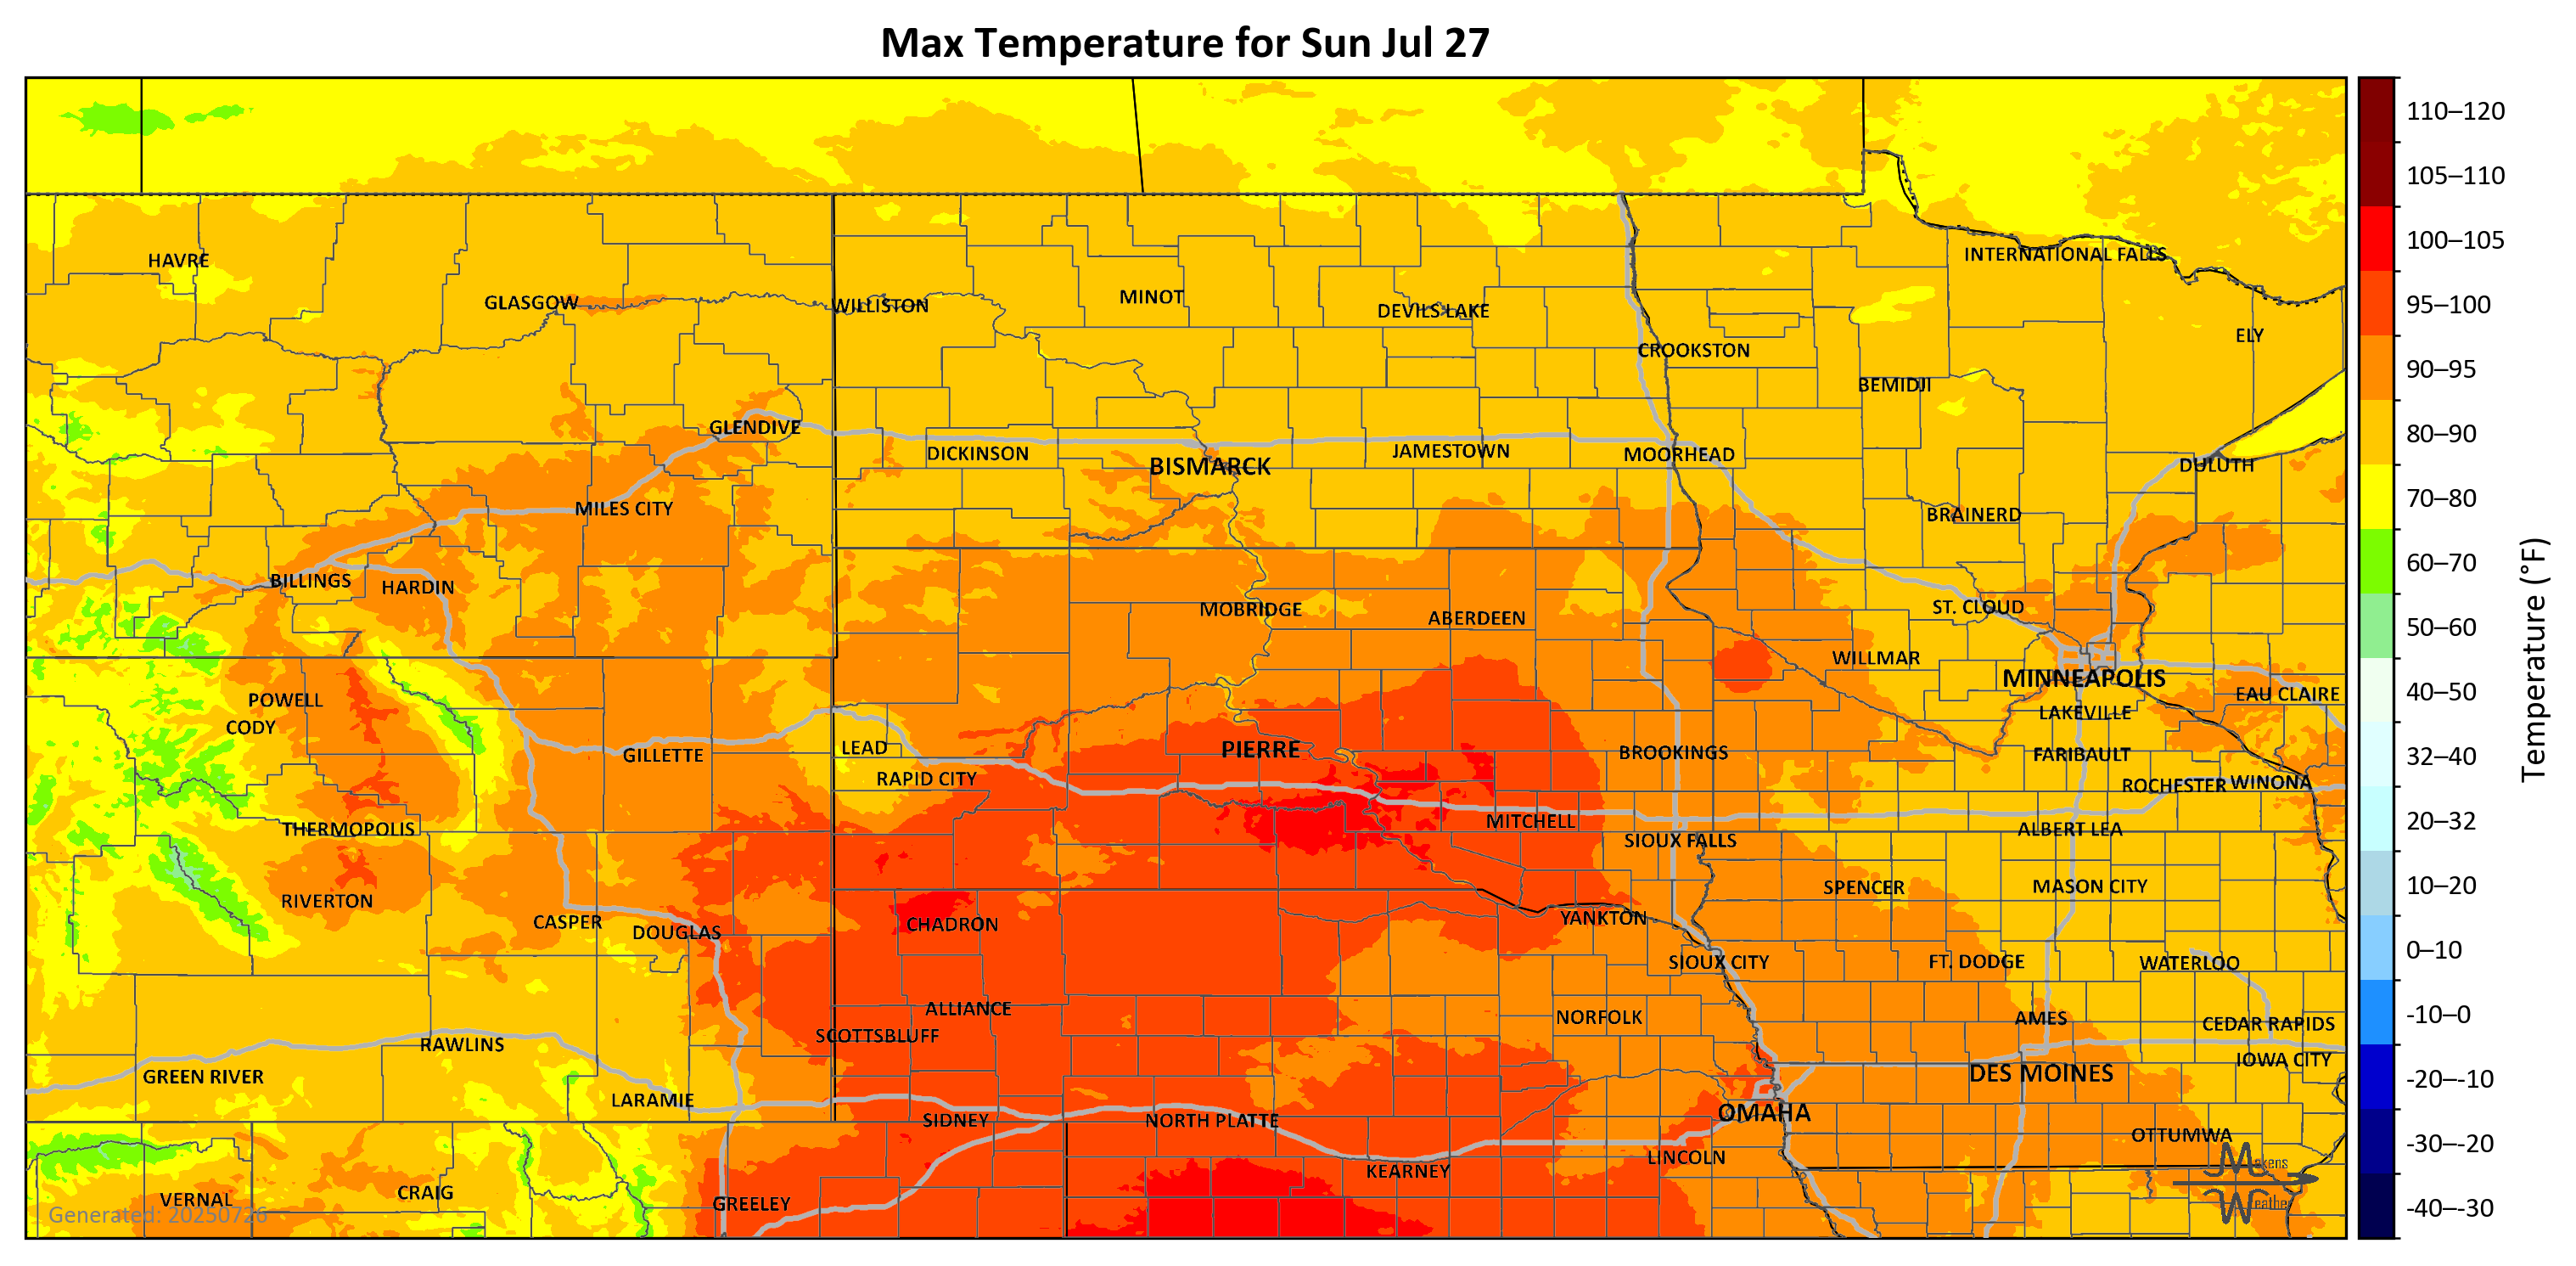 Max Temperature for Sun Jul 27
HAVRE
GLASGOW
WILLISTON
MINOT
DEVILS LAKE
CROOKSTON
INTERNATIONAL FALLS
ELY
BEMIDJI
GLENDIVE
DICKINSON
BISMARCK
JAMESTOWN
MOORHEAD
DULUTH
MILES CITY
BRAINERD
BILLINGS
HARDIN
MOBRIDGE
ABERDEEN
ST. CLOUD
WILLMAR
MINNEAPOLIS
EAU CLAIRE
POWELL
CODY
LAKEVILLE
GILLETTE
LEAD
RAPID CITY
PIERRE
BROOKINGS
FARIBAULT
ROCHESTER
WINONA
THERMOPOLIS
MITCHELL
SIOUX FALLS
ALBERT LEA
RIVERTON
CASPER
DOUGLAS
CHADRON
YANKTON
SPENCER
MASON CITY
SIOUX CITY
FT. DODGE
WATERLOO
ALLIANCE
SCOTTSBLUFF
NORFOLK
AMES
CEDAR RAPIDS
RAWLINS
GREEN RIVER
IOWA CITY
DES MOINES
LARAMIE
SIDNEY
NORTH PLATTE
OMAHA
OTTUMWA
KEARNEY
LINCOLN
VERNAL
CRAIG
GREELEY
Generated: 20250726
Makens
Weather
110–120
105–110
100–105
95–100
90–95
80–90
70–80
60–70
50–60
40–50
32–40
20–32
10–20
0–10
-10–0
-20–-10
-30–-20
-40–-30
Temperature (°F)